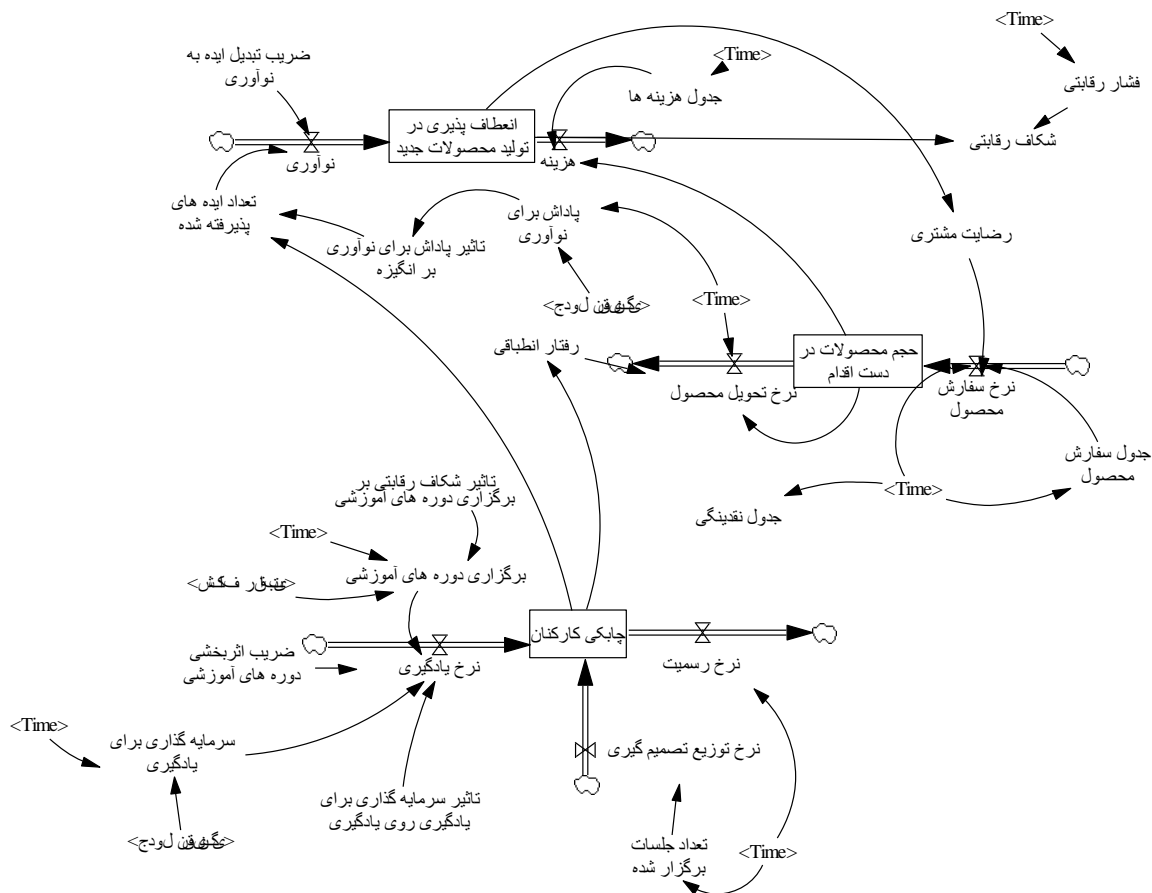 <Time>
ضریب تبدیل ایده به
نوآوری
<Time>
فشار رقابتی
جدول هزینه ها
انعطاف پذیری در
تولید محصولات جدید
شکاف رقابتی
نوآوری
هزینه
تعداد ایده های
پذیرفته شده
پاداش برای
نوآوری
تاثیر پاداش برای نوآوری
بر انگیزه
رضایت مشتری
<Time>
رفتار انطباقی
حجم محصولات در
دست اقدام
نرخ تحویل محصول
نرخ سفارش
محصول
جدول سفارش
محصول
<Time>
جدول نقدینگی
تاثیر شکاف رقابتی بر
برگزاری دوره های آموزشی
<Time>
برگزاری دوره های آموزشی
چابکی کارکنان
ضریب اثربخشی
دوره های آموزشی
نرخ یادگیری
نرخ رسمیت
<Time>
سرمایه گذاری برای
یادگیری
نرخ توزیع تصمیم گیری
تاثیر سرمایه گذاری برای
یادگیری روی یادگیری
تعداد جلسات
برگزار شده
<Time>